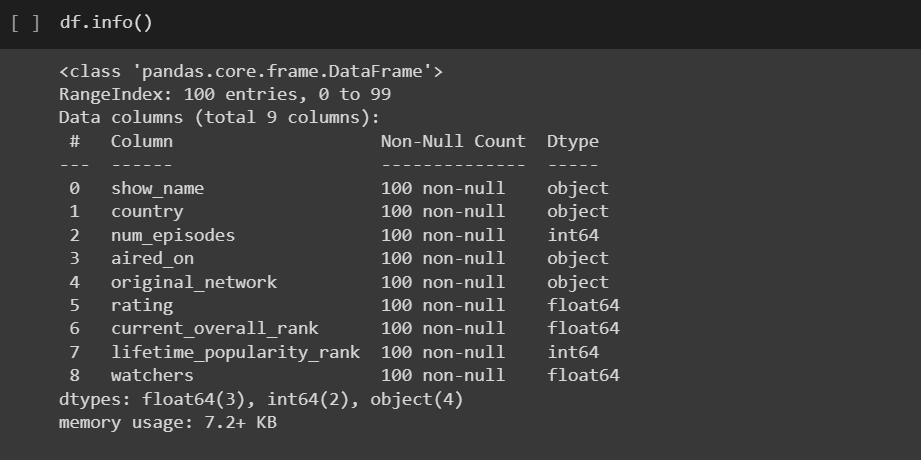 [ ] df.info()
<class 'pandas.core.frame.DataFrame'>
RangeIndex: 100 entries, 0 to 99
Data columns (total 9 columns):
 #   Column                    Non-Null Count  Dtype
---  ------                    --------------  -----
 0   show_name                 100 non-null    object
 1   country                   100 non-null    object
 2   num_episodes              100 non-null    int64
 3   aired_on                  100 non-null    object
 4   original_network          100 non-null    object
 5   rating                    100 non-null    float64
 6   current_overall_rank      100 non-null    float64
 7   lifetime_popularity_rank  100 non-null    int64
 8   watchers                  100 non-null    float64
dtypes: float64(3), int64(2), object(4)
memory usage: 7.2+ KB